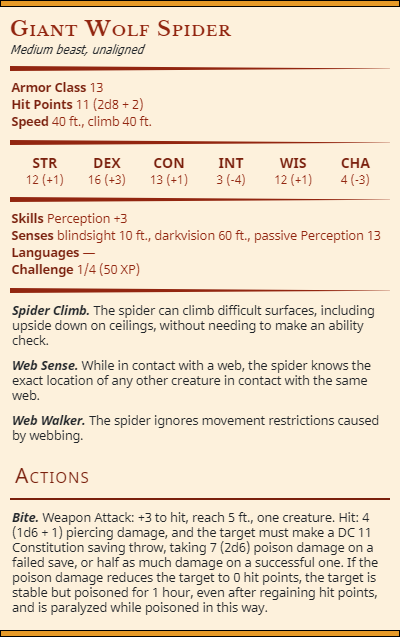 Giant Wolf Spider
Medium beast, unaligned
Armor Class 13
Hit Points 11 (2d8 + 2)
Speed 40 ft., climb 40 ft.
STR DEX CON INT WIS CHA
12 (+1) 16 (+3) 13 (+1) 3 (-4) 12 (+1) 4 (-3)
Skills Perception +3
Senses blindsight 10 ft., darkvision 60 ft., passive Perception 13
Languages —
Challenge 1/4 (50 XP)
Spider Climb. The spider can climb difficult surfaces, including
upside down on ceilings, without needing to make an ability
check.
Web Sense. While in contact with a web, the spider knows the
exact location of any other creature in contact with the same
web.
Web Walker. The spider ignores movement restrictions caused
by webbing.
Actions
Bite. Weapon Attack: +3 to hit, reach 5 ft., one creature. Hit: 4
(1d6 + 1) piercing damage, and the target must make a DC 11
Constitution saving throw, taking 7 (2d6) poison damage on a
failed save, or half as much damage on a successful one. If the
poison damage reduces the target to 0 hit points, the target is
stable but poisoned for 1 hour, even after regaining hit points,
and is paralyzed while poisoned in this way.